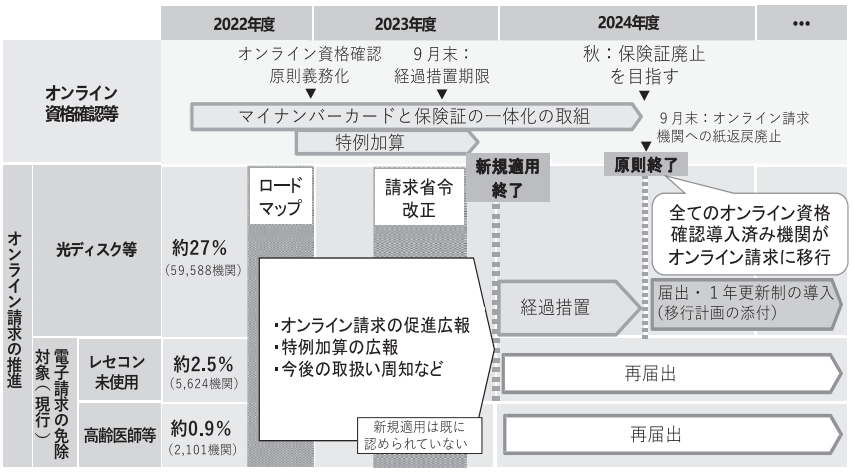 2022年度
2023年度
2024年度
•••
オンライン
資格確認等
オンライン資格確認
原則義務化
9月末：
経過措置期限
秋：保険証廃止
を目指す
マイナンバーカードと保険証の一体化の取組
特例加算
9月末：オンライン請求
機関への紙返戻廃止
オンライン請求の推進
ロード
マップ
請求省令
改正
新規適用
終了
原則終了
全てのオンライン資格
確認導入済み機関が
オンライン請求に移行
光ディスク等
約27%
(59,588機関)
・オンライン請求の促進広報
・特例加算の広報
・今後の取扱い周知など
経過措置
届出・１年更新制の導入
(移行計画の添付)
電子請求の免除
対象（現行）
レセコン
未使用
約2.5%
(5,624機関)
再届出
高齢医師等
約0.9%
(2,101機関)
新規適用は既に
認められていない
再届出